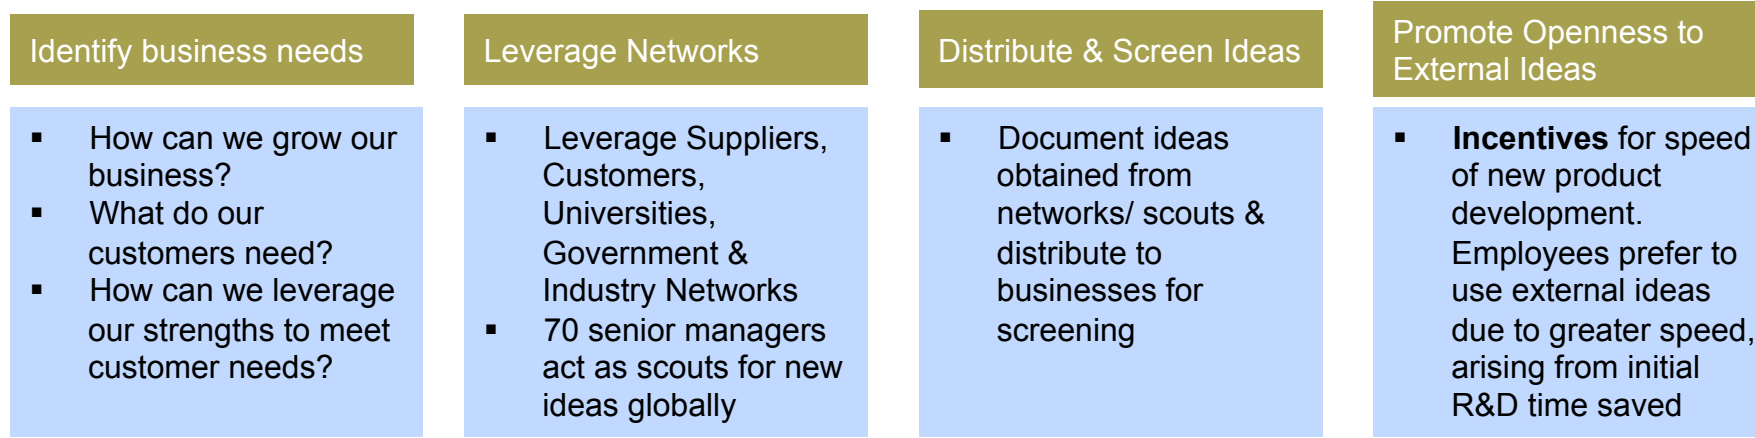 Identify business needs
▪ How can we grow our
business?
▪ What do our
customers need?
▪ How can we leverage
our strengths to meet
customer needs?
Leverage Networks
▪ Leverage Suppliers,
Customers,
Universities,
Government &
Industry Networks
▪ 70 senior managers
act as scouts for new
ideas globally
Distribute & Screen Ideas
▪ Document ideas
obtained from
networks/ scouts &
distribute to
businesses for
screening
Promote Openness to
External Ideas
▪ Incentives for speed
of new product
development.
Employees prefer to
use external ideas
due to greater speed,
arising from initial
R&D time saved